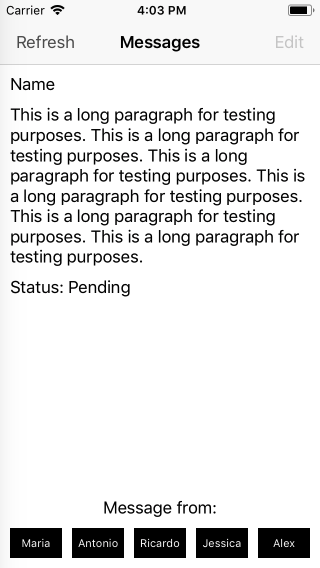 Carrier 4:03 PM
Refresh Messages Edit
Name
This is a long paragraph for testing
purposes. This is a long paragraph for
testing purposes. This is a long
paragraph for testing purposes. This is
a long paragraph for testing purposes.
This is a long paragraph for testing
purposes. This is a long paragraph for
testing purposes.
Status: Pending
Message from:
Maria Antonio Ricardo Jessica Alex